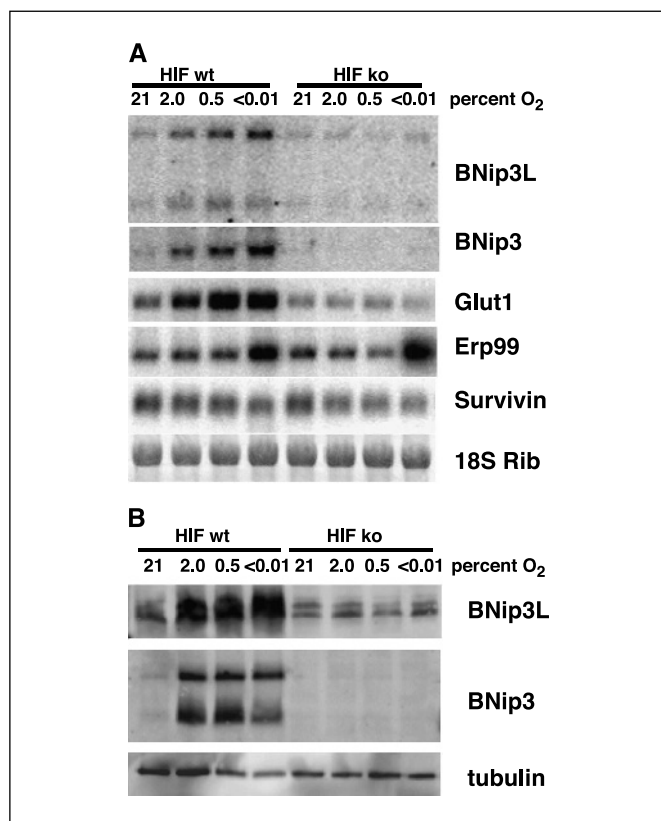 A
HIF wt HIF ko
21 2.0 0.5 <0.01 21 2.0 0.5 <0.01 percent O2
BNip3L
BNip3
Glut1
Erp99
Survivin
18S Rib
B
HIF wt HIF ko
21 2.0 0.5 <0.01 21 2.0 0.5 <0.01 percent O2
BNip3L
BNip3
tubulin